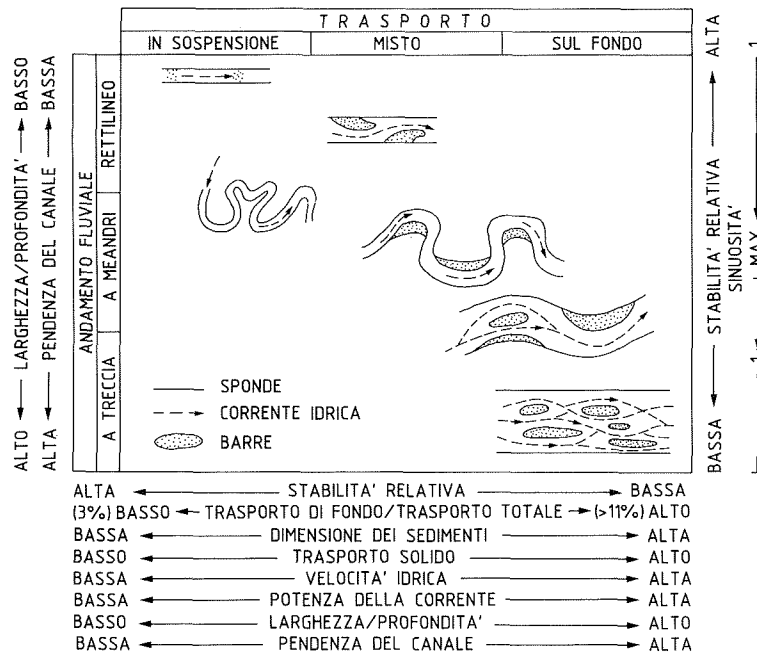 TRASPORTO
IN SOSPENSIONE MISTO SUL FONDO
ANDAMENTO FLUVIALE
RETTILINEO
A MEANDRI
A TRECCIA
ALTO LARGHEZZA/PROFONDITA' BASSO
ALTA PENDENZA DEL CANALE BASSA
BASSA STABILITA' RELATIVA ALTA
SINUOSITA'
1
MAX
~1
SPONDE
CORRENTE IDRICA
BARRE
ALTA STABILITA' RELATIVA BASSA
(3%) BASSO TRASPORTO DI FONDO/TRASPORTO TOTALE (>11%) ALTO
BASSA DIMENSIONE DEI SEDIMENTI ALTA
BASSO TRASPORTO SOLIDO ALTO
BASSA VELOCITA' IDRICA ALTA
BASSA POTENZA DELLA CORRENTE ALTA
BASSO LARGHEZZA/PROFONDITA' ALTO
BASSA PENDENZA DEL CANALE ALTA